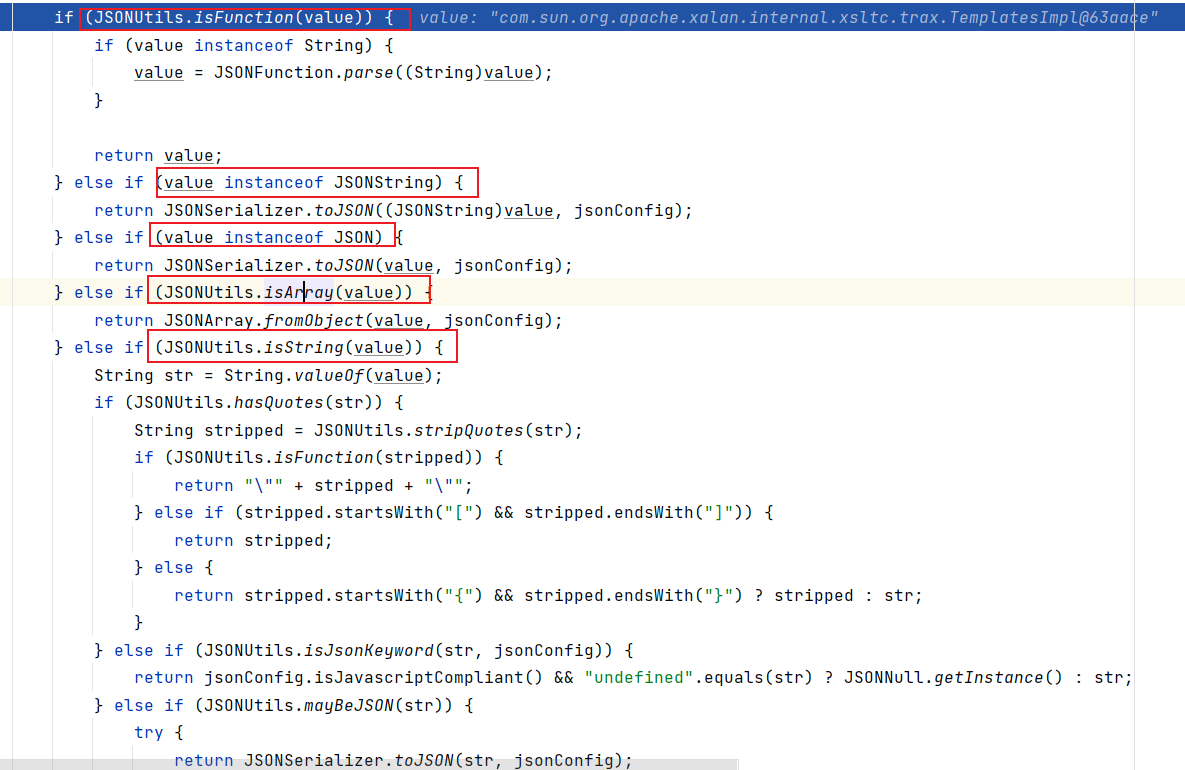 if (JSONUtils.isFunction(value)) { value: "com.sun.org.apache.xalan.internal.xsltc.trax.TemplatesImpl@63aace"
if (value instanceof String) {
value = JSONFunction.parse((String)value);
}
return value;
} else if (value instanceof JSONString) {
return JSONSerializer.toJSON((JSONString)value, jsonConfig);
} else if (value instanceof JSON) {
return JSONSerializer.toJSON(value, jsonConfig);
} else if (JSONUtils.isArray(value)) {
return JSONArray.fromObject(value, jsonConfig);
} else if (JSONUtils.isString(value)) {
String str = String.valueOf(value);
if (JSONUtils.hasQuotes(str)) {
String stripped = JSONUtils.stripQuotes(str);
if (JSONUtils.isFunction(stripped)) {
return "\"" + stripped + "\"";
} else if (stripped.startsWith("[") && stripped.endsWith("]")) {
return stripped;
} else {
return stripped.startsWith("{") && stripped.endsWith("}") ? stripped : str;
}
} else if (JSONUtils.isJsonKeyword(str, jsonConfig)) {
return jsonConfig.isJavascriptCompliant() && "undefined".equals(str) ? JSONNull.getInstance() : str;
} else if (JSONUtils.mayBeJSON(str)) {
try {
return JSONSerializer.toJSON(str, jsonConfig);